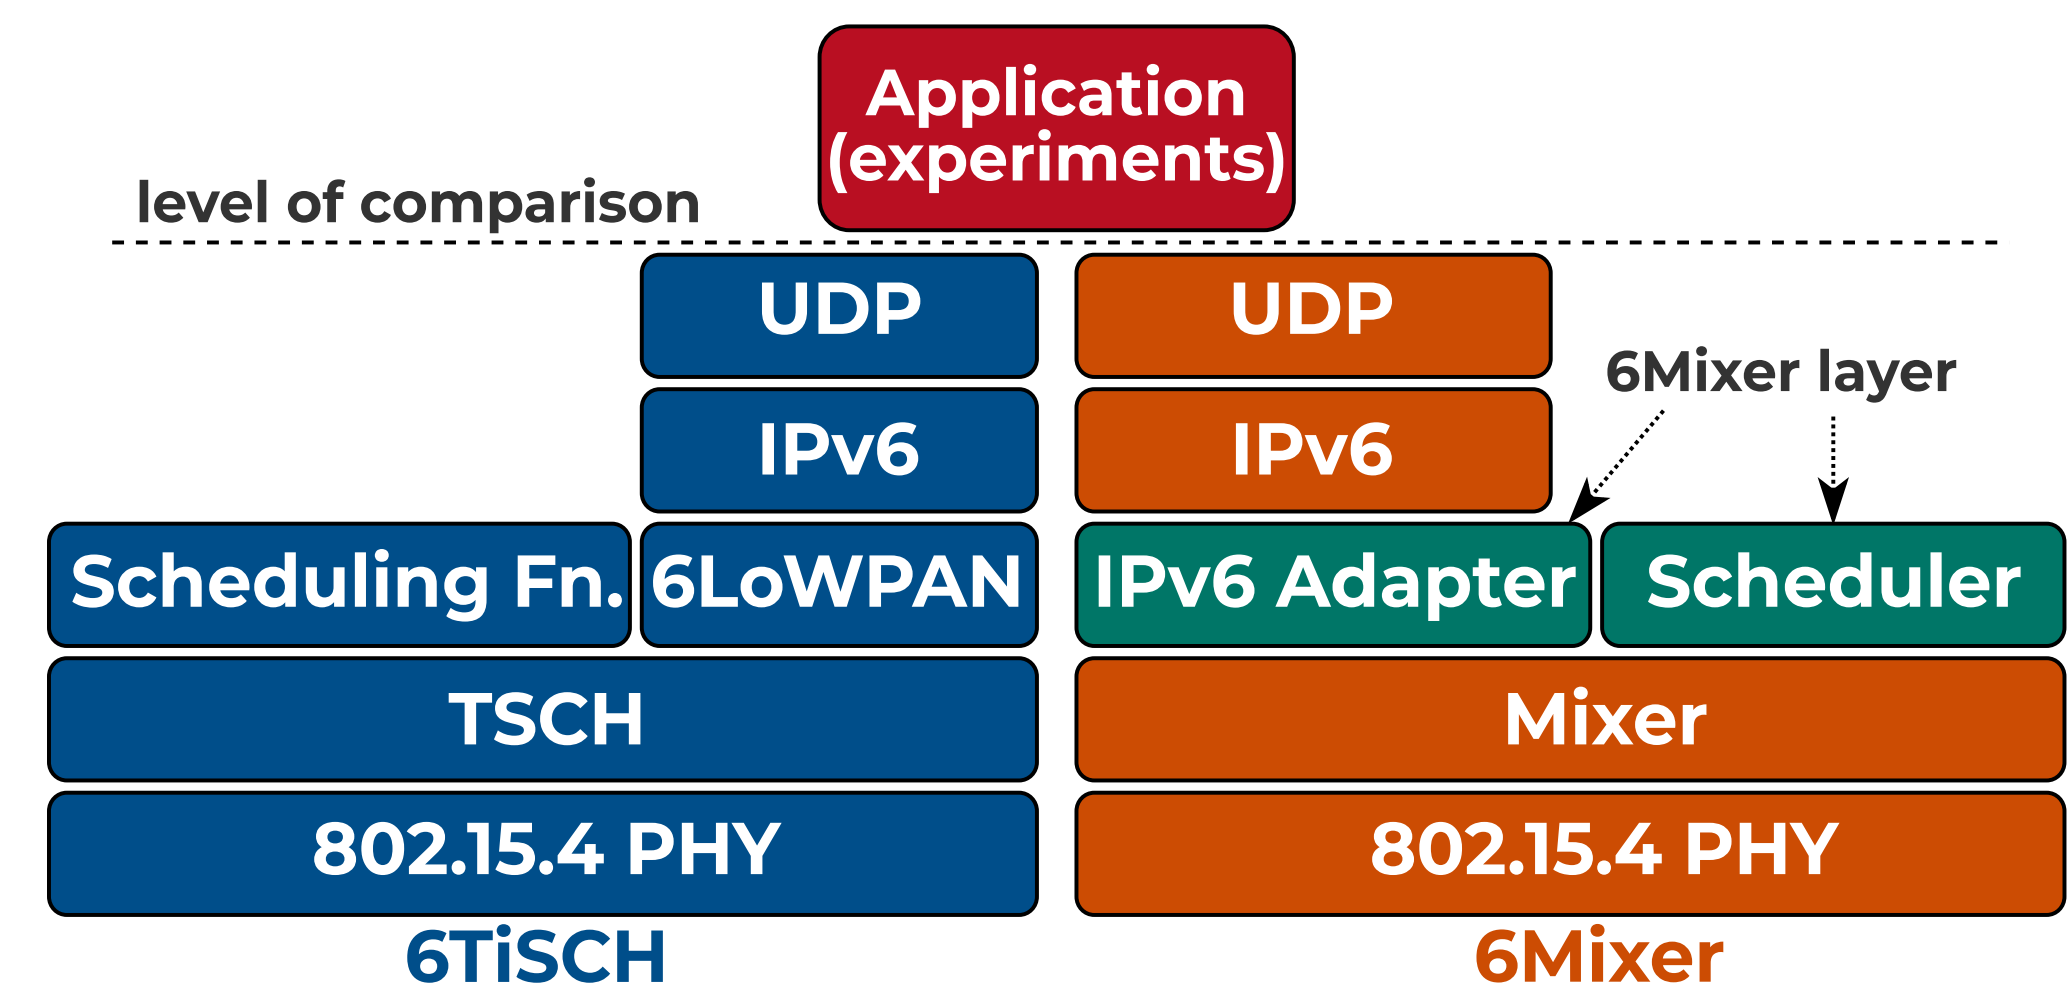 Application
(experiments)
level of comparison
UDP
UDP
6Mixer layer
IPv6
IPv6
Scheduling Fn.
6LoWPAN
IPv6 Adapter
Scheduler
TSCH
Mixer
802.15.4 PHY
802.15.4 PHY
6TiSCH
6Mixer